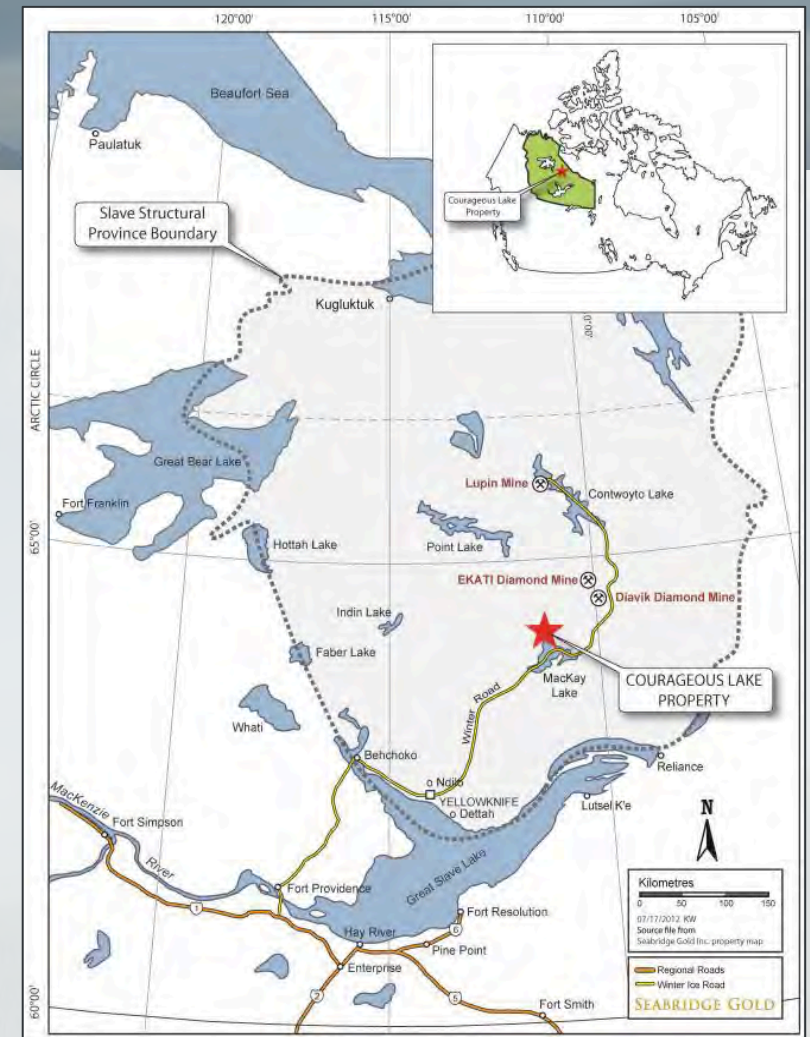 120°00'
115°00'
110°00'
105°00'
Beaufort Sea
Paulatuk
Courageous Lake
Property
Slave Structural
Province Boundary
Kugluktuk
ARCTIC CIRCLE
Great Bear Lake
Lupin Mine
Contwoyto Lake
Fort Franklin
65°00'
Hottah Lake
Point Lake
EKATI Diamond Mine
Diavik Diamond Mine
Indin Lake
Faber Lake
COURAGEOUS LAKE
PROPERTY
MacKay
Lake
Winter Road
Whati
Behchoko
Ndilo
YELLOWKNIFE
Dettah
Reliance
Lutsel K'e
MacKenzie
River
Fort Simpson
Great Slave Lake
N
Fort Providence
Kilometres
0 50 100 150
07/17/2012 KW
Source file from
Seabridge Gold Inc. property map
1
Fort Resolution
6
Hay River
Pine Point
Enterprise
Regional Roads
Winter Ice Road
SEABRIDGE GOLD
2
5
Fort Smith
60°00'